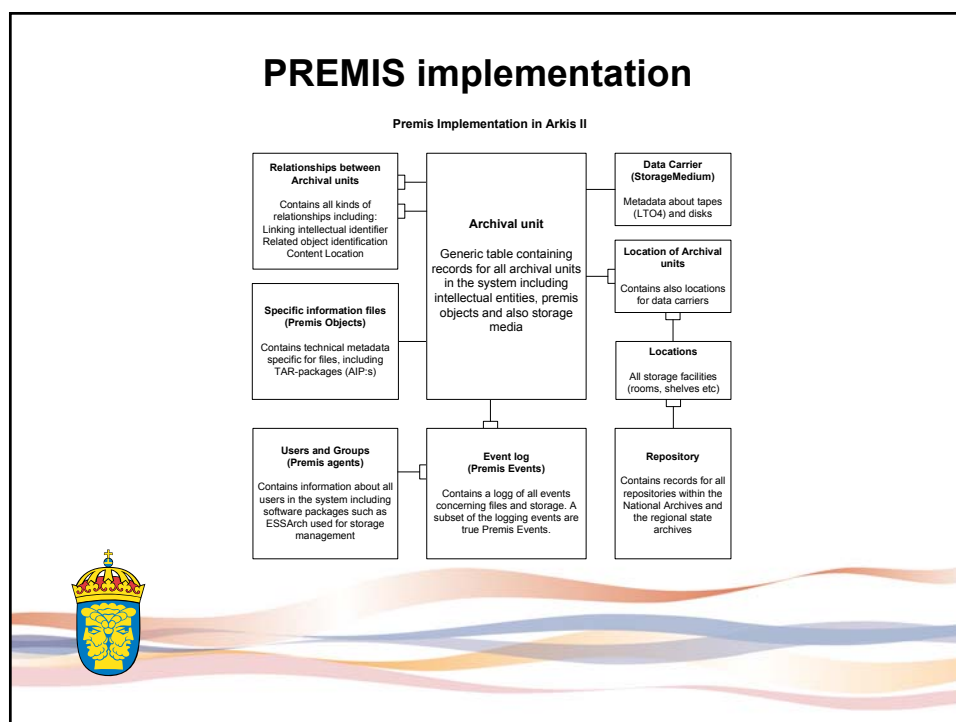 PREMIS implementation
Premis Implementation in Arkis II
Relationships between
Archival units
Contains all kinds of
relationships including:
Linking intellectual identifier
Related object identification
Content Location
Archival unit
Generic table containing
records for all archival units
in the system including
intellectual entities, premis
objects and also storage
media
Data Carrier
(StorageMedium)
Metadata about tapes
(LTO4) and disks
Location of Archival
units
Contains also locations
for data carriers
Specific information files
(Premis Objects)
Contains technical metadata
specific for files, including
TAR-packages (AIP:s)
Locations
All storage facilities
(rooms, shelves etc)
Users and Groups
(Premis agents)
Contains information about all
users in the system including
software packages such as
ESSArch used for storage
management
Event log
(Premis Events)
Contains a logg of all events
concerning files and storage. A
subset of the logging events are
true Premis Events.
Repository
Contains records for all
repositories within the
National Archives and
the regional state
archives